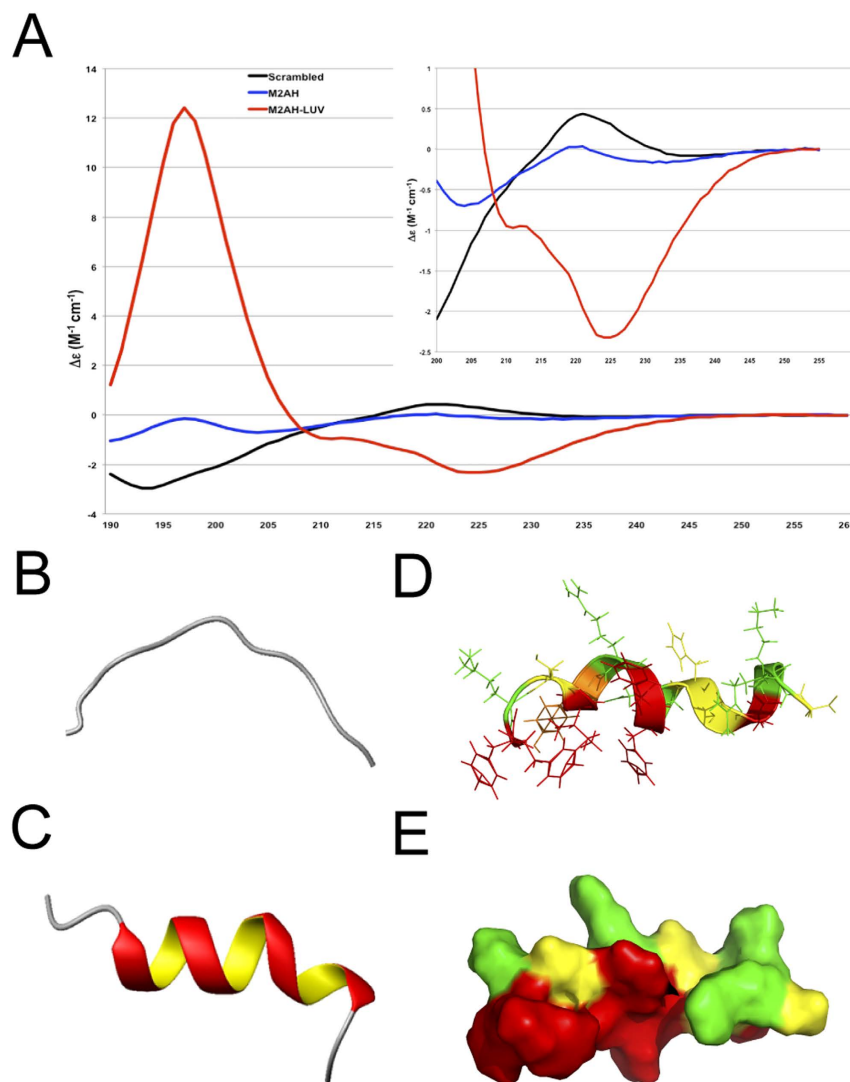 A
Scrambled
M2AH
M2AH-LUV
Δε (M⁻¹ cm⁻¹)
14
12
10
8
6
4
2
0
-2
-4
190 195 200 205 210 215 220 225 230 235 240 245 250 255 260
Δε (M⁻¹ cm⁻¹)
1
0.5
0
-0.5
-1
-1.5
-2
-2.5
200 205 210 215 220 225 230 235 240 245 250 255
B
D
C
E